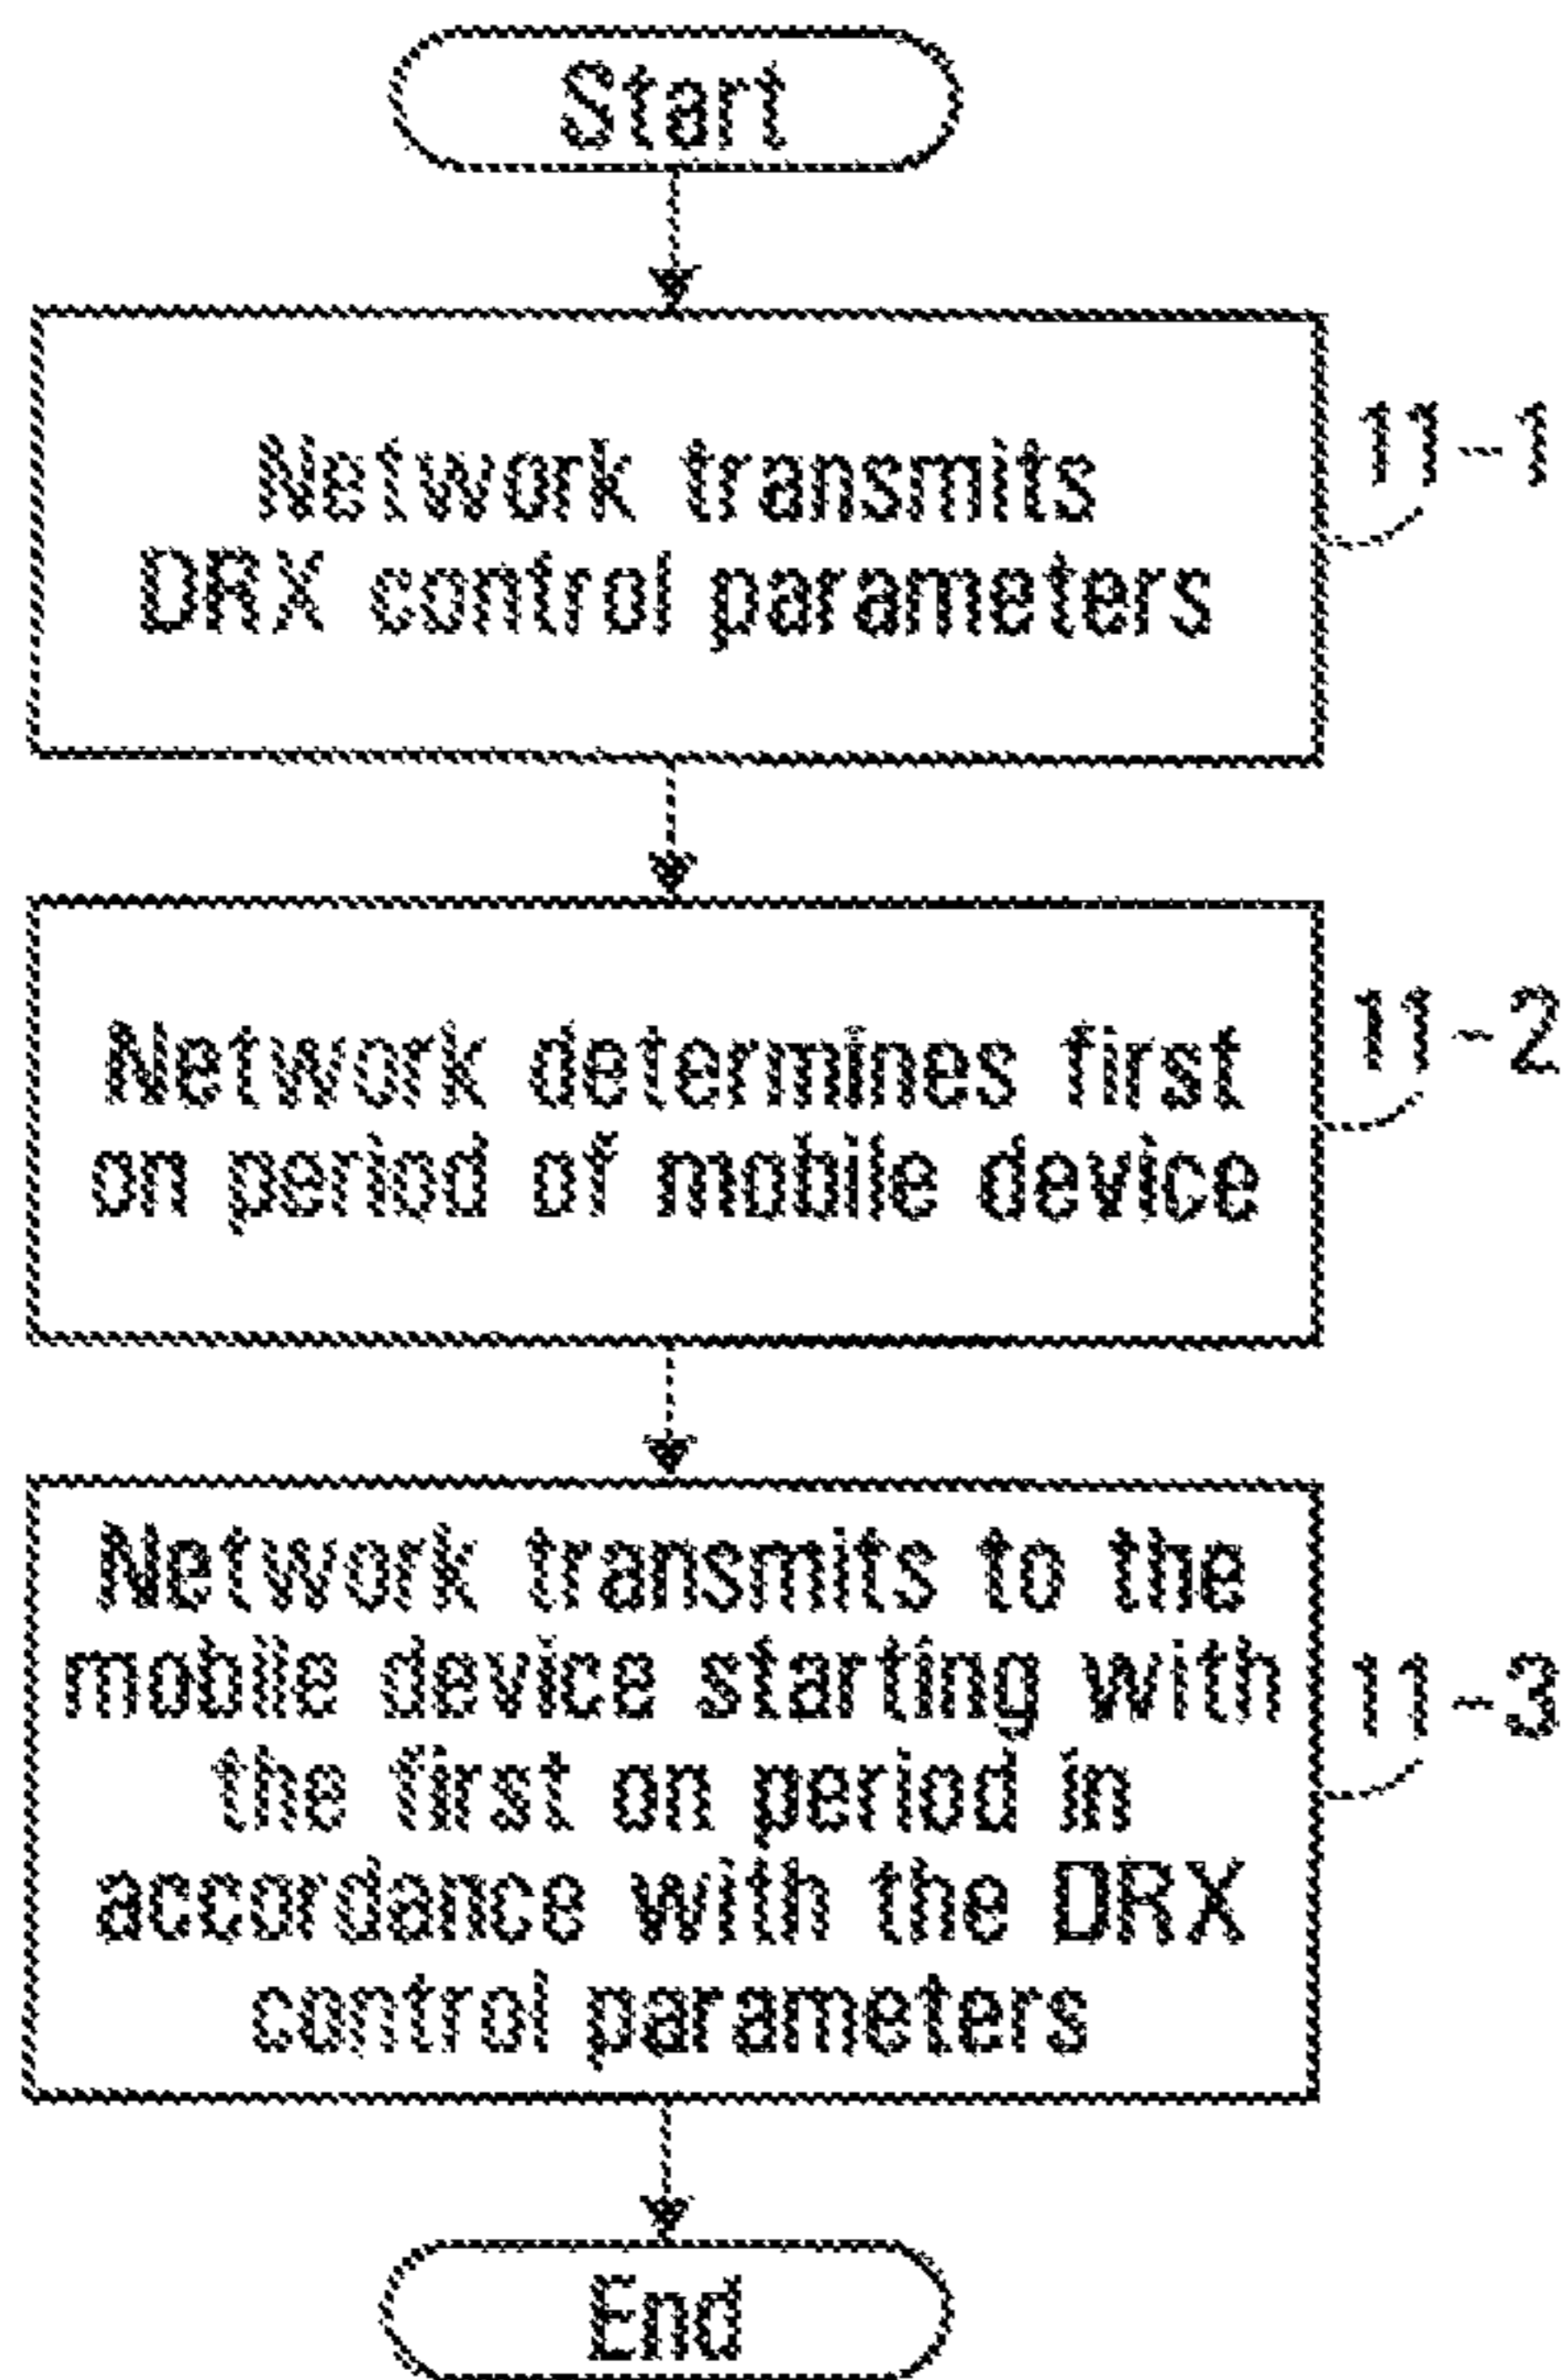 Start
Network transmits
DRX control parameters
11-1
Network determines first
on period of mobile device
11-2
Network transmits to the
mobile device starting with
the first on period in
accordance with the DRX
control parameters
11-3
End